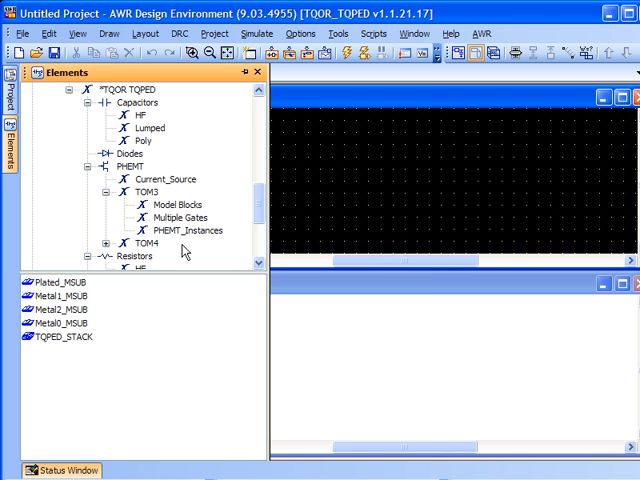 Untitled Project - AWR Design Environment (9.03.4955) [TQOR_TQPED v1.1.21.17]
File Edit View Draw Layout DRC Project Simulate Options Tools Scripts Window Help AWR
Elements
Project
Elements
*TQOR TQPED
Capacitors
HF
Lumped
Poly
Diodes
PHEMT
Current_Source
TOM3
Model Blocks
Multiple Gates
PHEMT_Instances
TOM4
Resistors
HF
Plated_MSUB
Metal1_MSUB
Metal2_MSUB
Metal0_MSUB
TQPED_STACK
Status Window